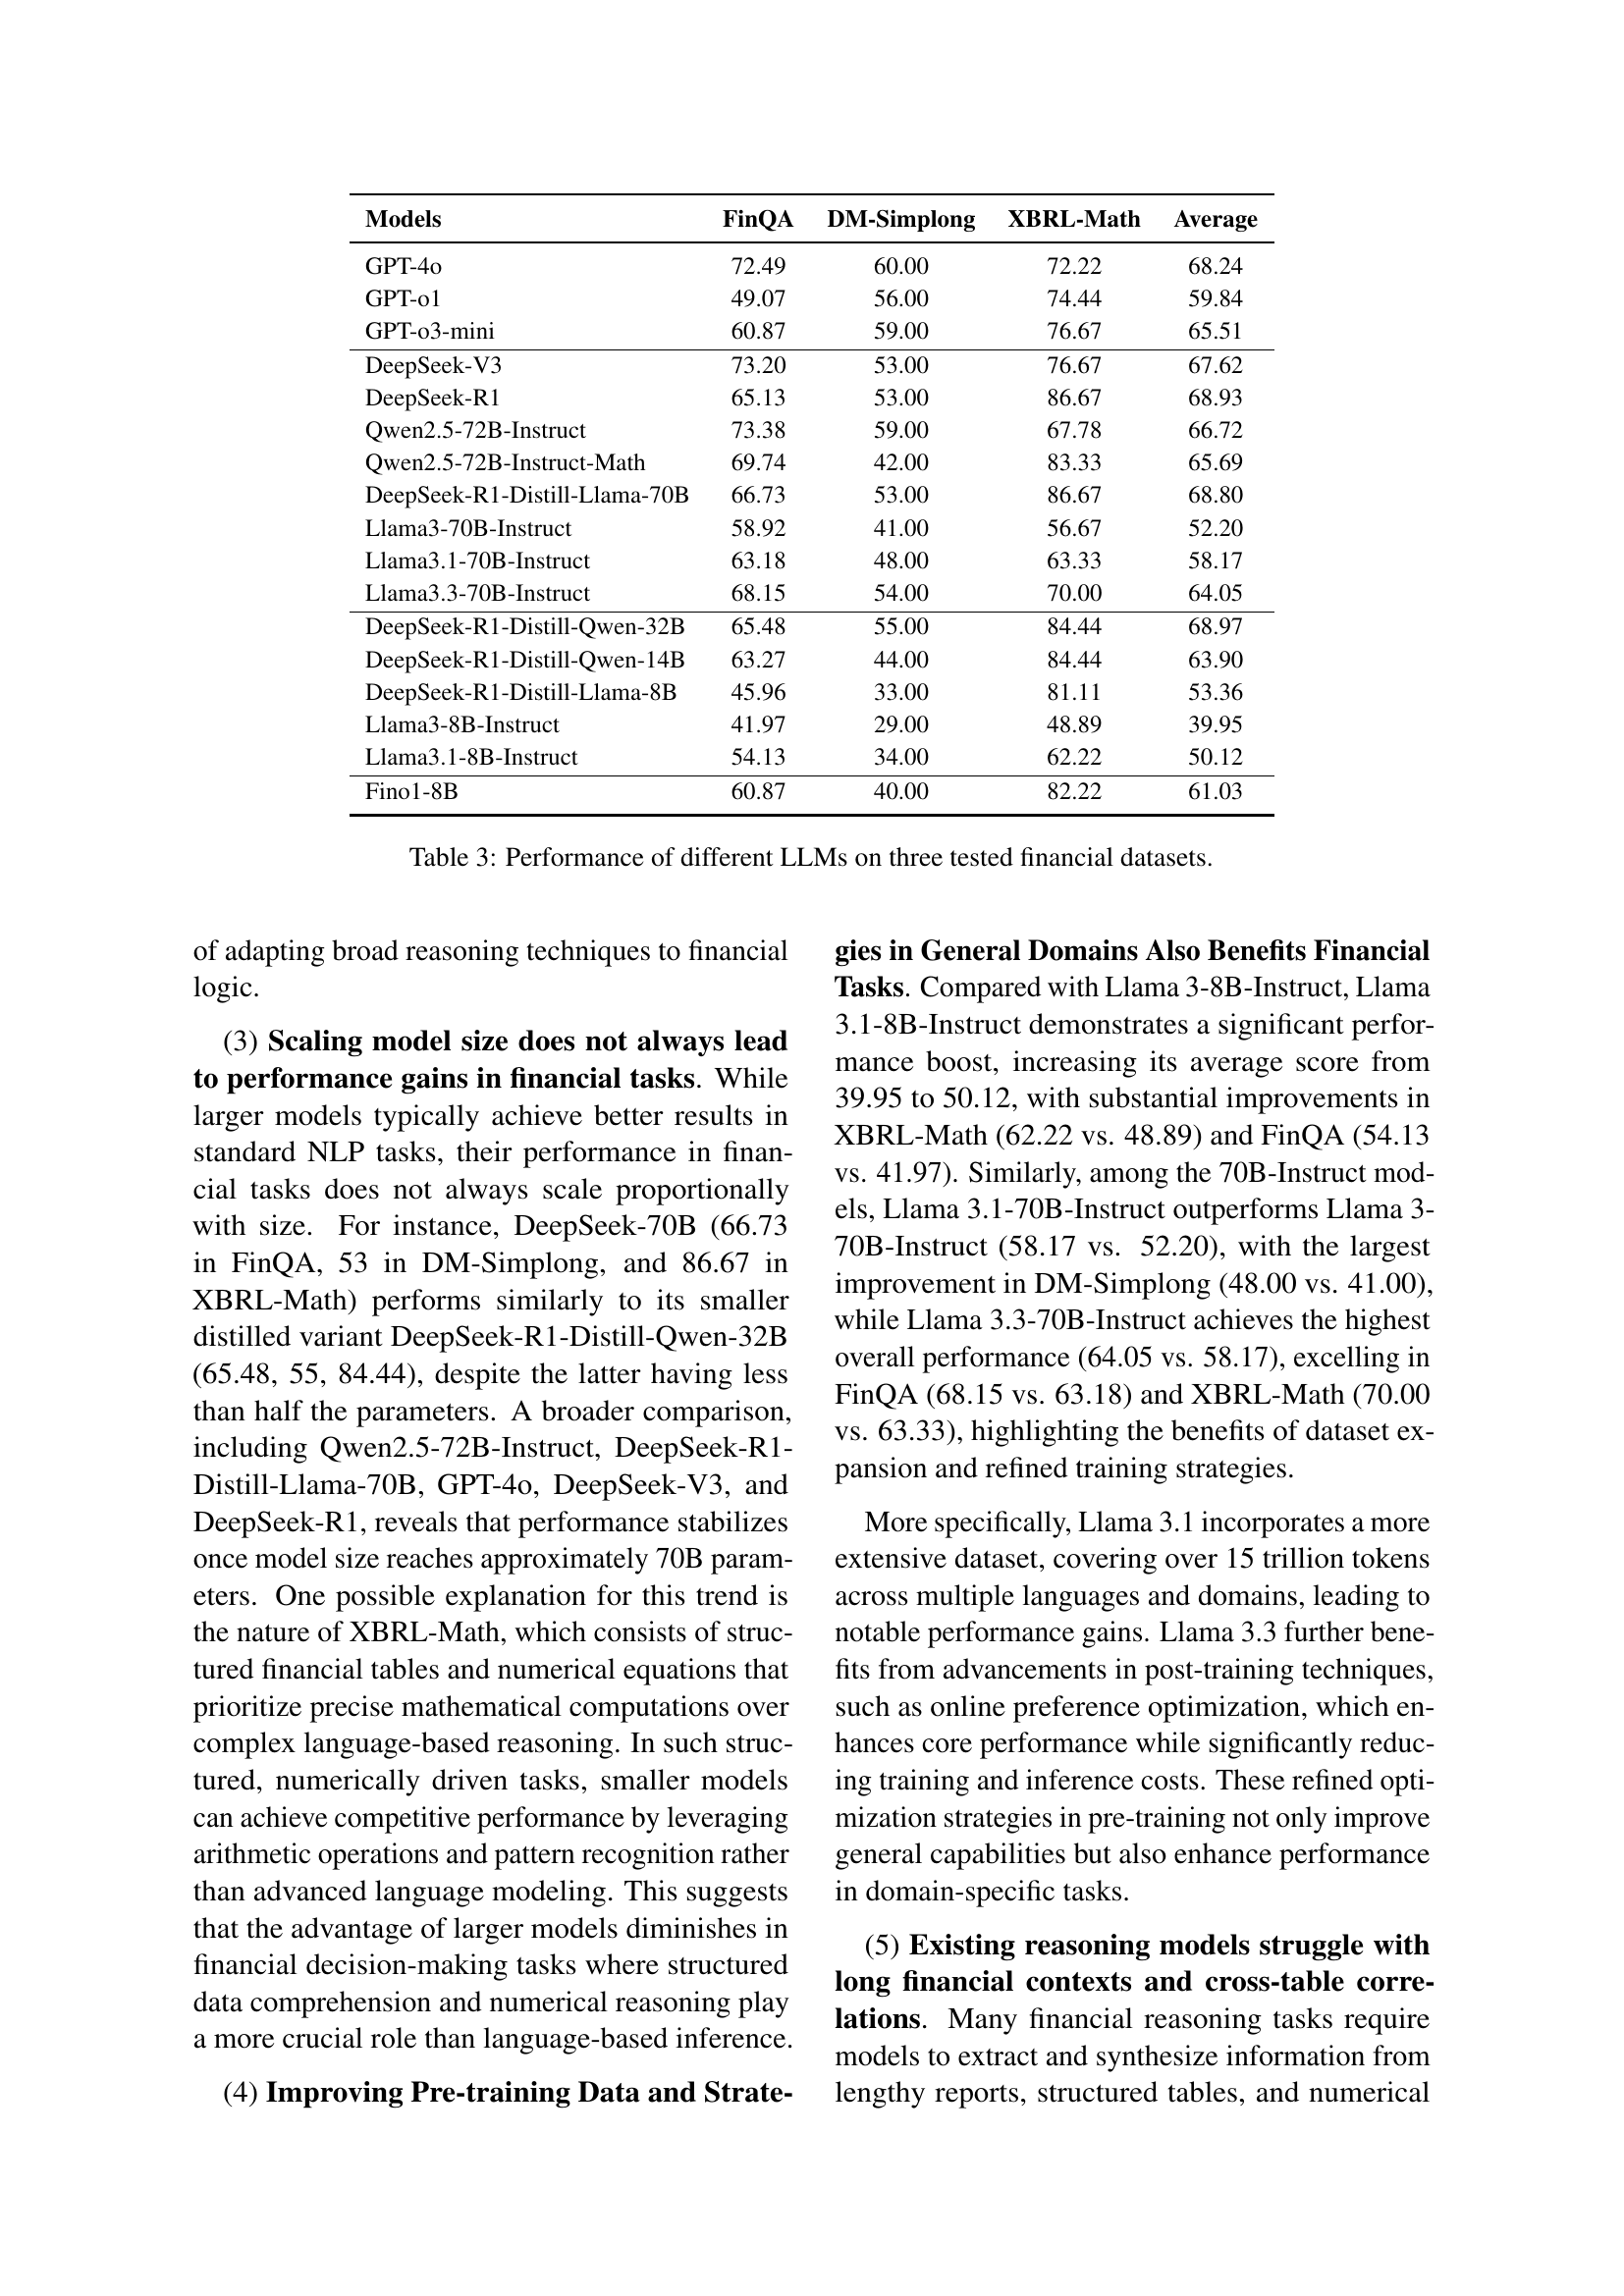 Models FinQA DM-Simplong XBRL-Math Average
GPT-4o 72.49 60.00 72.22 68.24
GPT-o1 49.07 56.00 74.44 59.84
GPT-o3-mini 60.87 59.00 76.67 65.51
DeepSeek-V3 73.20 53.00 76.67 67.62
DeepSeek-R1 65.13 53.00 86.67 68.93
Qwen2.5-72B-Instruct 73.38 59.00 67.78 66.72
Qwen2.5-72B-Instruct-Math 69.74 42.00 83.33 65.69
DeepSeek-R1-Distill-Llama-70B 66.73 53.00 86.67 68.80
Llama3-70B-Instruct 58.92 41.00 56.67 52.20
Llama3.1-70B-Instruct 63.18 48.00 63.33 58.17
Llama3.3-70B-Instruct 68.15 54.00 70.00 64.05
DeepSeek-R1-Distill-Qwen-32B 65.48 55.00 84.44 68.97
DeepSeek-R1-Distill-Qwen-14B 63.27 44.00 84.44 63.90
DeepSeek-R1-Distill-Llama-8B 45.96 33.00 81.11 53.36
Llama3-8B-Instruct 41.97 29.00 48.89 39.95
Llama3.1-8B-Instruct 54.13 34.00 62.22 50.12
Fino1-8B 60.87 40.00 82.22 61.03
Table 3: Performance of different LLMs on three tested financial datasets.
of adapting broad reasoning techniques to financial
logic.
(3) Scaling model size does not always lead
to performance gains in financial tasks. While
larger models typically achieve better results in
standard NLP tasks, their performance in finan-
cial tasks does not always scale proportionally
with size. For instance, DeepSeek-70B (66.73
in FinQA, 53 in DM-Simplong, and 86.67 in
XBRL-Math) performs similarly to its smaller
distilled variant DeepSeek-R1-Distill-Qwen-32B
(65.48, 55, 84.44), despite the latter having less
than half the parameters. A broader comparison,
including Qwen2.5-72B-Instruct, DeepSeek-R1-
Distill-Llama-70B, GPT-4o, DeepSeek-V3, and
DeepSeek-R1, reveals that performance stabilizes
once model size reaches approximately 70B param-
eters. One possible explanation for this trend is
the nature of XBRL-Math, which consists of struc-
tured financial tables and numerical equations that
prioritize precise mathematical computations over
complex language-based reasoning. In such struc-
tured, numerically driven tasks, smaller models
can achieve competitive performance by leveraging
arithmetic operations and pattern recognition rather
than advanced language modeling. This suggests
that the advantage of larger models diminishes in
financial decision-making tasks where structured
data comprehension and numerical reasoning play
a more crucial role than language-based inference.
(4) Improving Pre-training Data and Strate-
gies in General Domains Also Benefits Financial
Tasks. Compared with Llama 3-8B-Instruct, Llama
3.1-8B-Instruct demonstrates a significant perfor-
mance boost, increasing its average score from
39.95 to 50.12, with substantial improvements in
XBRL-Math (62.22 vs. 48.89) and FinQA (54.13
vs. 41.97). Similarly, among the 70B-Instruct mod-
els, Llama 3.1-70B-Instruct outperforms Llama 3-
70B-Instruct (58.17 vs. 52.20), with the largest
improvement in DM-Simplong (48.00 vs. 41.00),
while Llama 3.3-70B-Instruct achieves the highest
overall performance (64.05 vs. 58.17), excelling in
FinQA (68.15 vs. 63.18) and XBRL-Math (70.00
vs. 63.33), highlighting the benefits of dataset ex-
pansion and refined training strategies.
More specifically, Llama 3.1 incorporates a more
extensive dataset, covering over 15 trillion tokens
across multiple languages and domains, leading to
notable performance gains. Llama 3.3 further bene-
fits from advancements in post-training techniques,
such as online preference optimization, which en-
hances core performance while significantly reduc-
ing training and inference costs. These refined opti-
mization strategies in pre-training not only improve
general capabilities but also enhance performance
in domain-specific tasks.
(5) Existing reasoning models struggle with
long financial contexts and cross-table corre-
lations. Many financial reasoning tasks require
models to extract and synthesize information from
lengthy reports, structured tables, and numerical